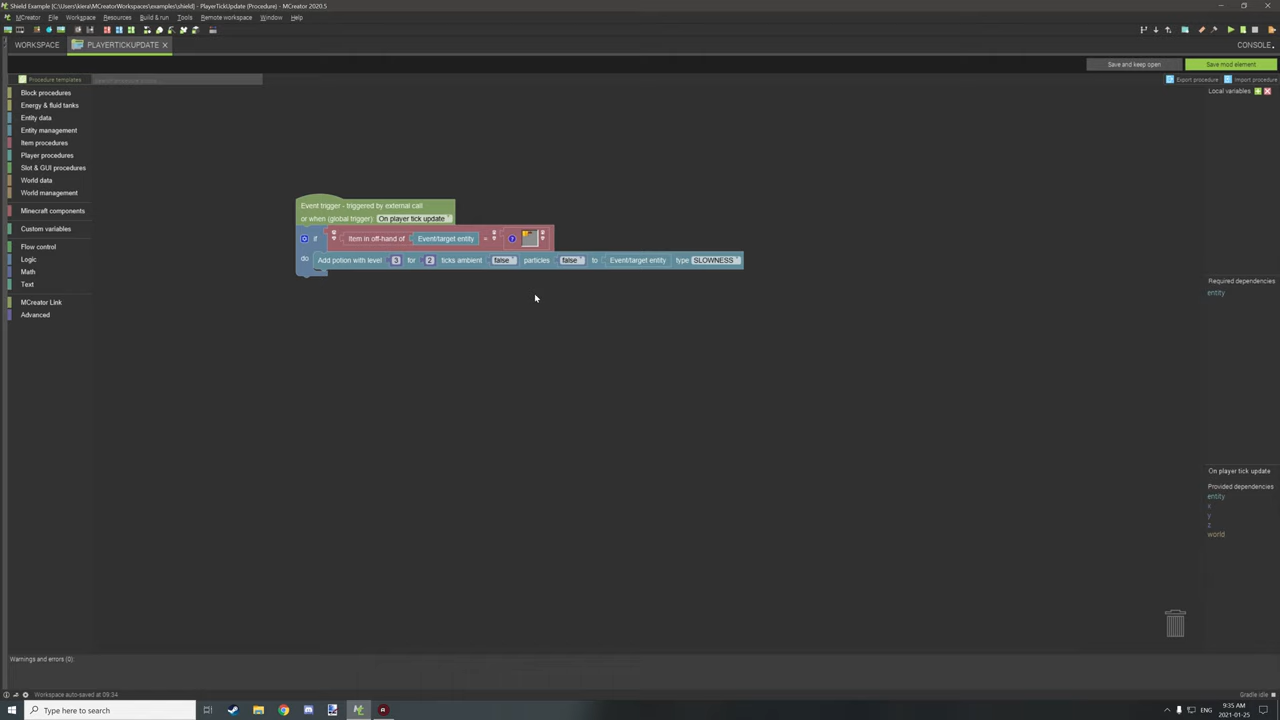 Shield Example [C:\Users\kiera\MCreatorWorkspaces\examples\shield] - PlayerTickUpdate (Procedure) - MCreator 2020.5
MCreator File Workspace Resources Build & run Tools Remote workspace Window Help
WORKSPACE PLAYERTICKUPDATE CONSOLE
Save and keep open Save mod element
Procedure templates Export procedure Import procedure
Local variables
Block procedures
Energy & fluid tanks
Entity data
Entity management
Item procedures
Player procedures
Slot & GUI procedures
World data
World management
Minecraft components
Custom variables
Flow control
Logic
Math
Text
MCreator Link
Advanced
Event trigger - triggered by external call
or when (global trigger) On player tick update
if Item in off-hand of Event/target entity = ?
do Add potion with level 3 for 2 ticks ambient false particles false to Event/target entity type SLOWNESS
Required dependencies
entity
On player tick update
Provided dependencies
entity
x
y
z
world
Warnings and errors (0):
Workspace auto-saved at 09:34 Gradle idle
Type here to search
ENG
9:35 AM
2021-01-25